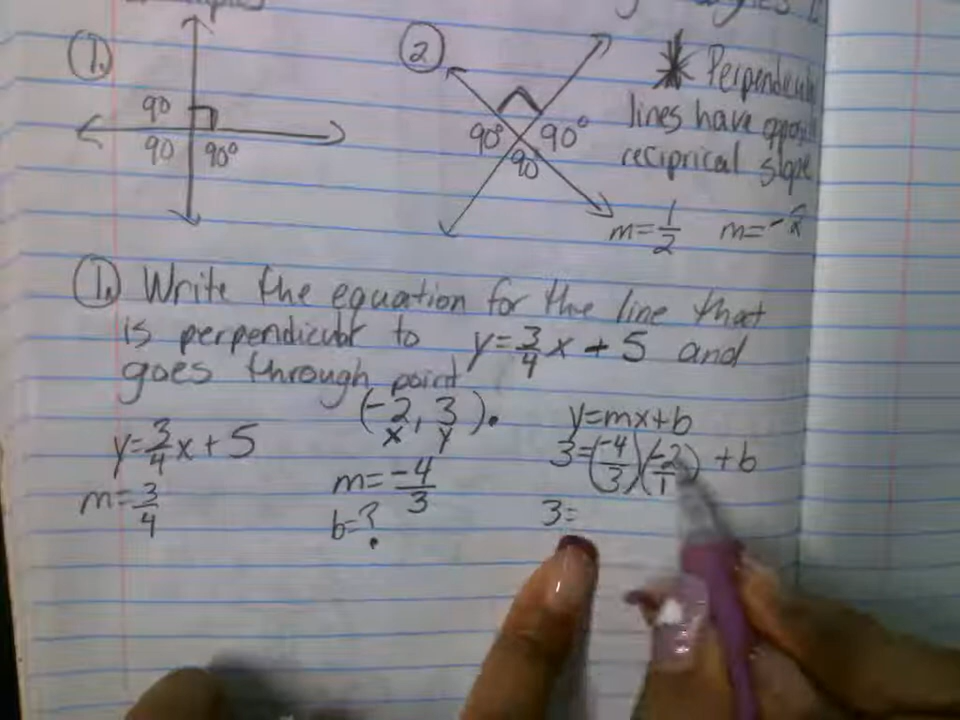 1.
90
90
90°
2
90°
90°
90
Perpendicular
lines have
reciprical slope
m=1/2 m=-
1. Write the equation for the line that
is perpendicular to y=3/4x+5 and
goes through point
(-2, 3).
x y
y=3/4x+5
m=3/4
m=-4/3
b=?
y=mx+b
3=(-4/3)(-2/1)+b
3=